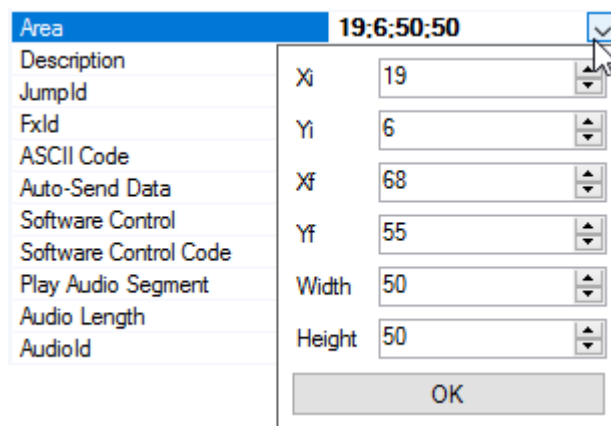 Area 19;6;50;50
Description
JumpId
FxId
ASCII Code
Auto-Send Data
Software Control
Software Control Code
Play Audio Segment
Audio Length
AudioId
Xi 19
Yi 6
Xf 68
Yf 55
Width 50
Height 50
OK